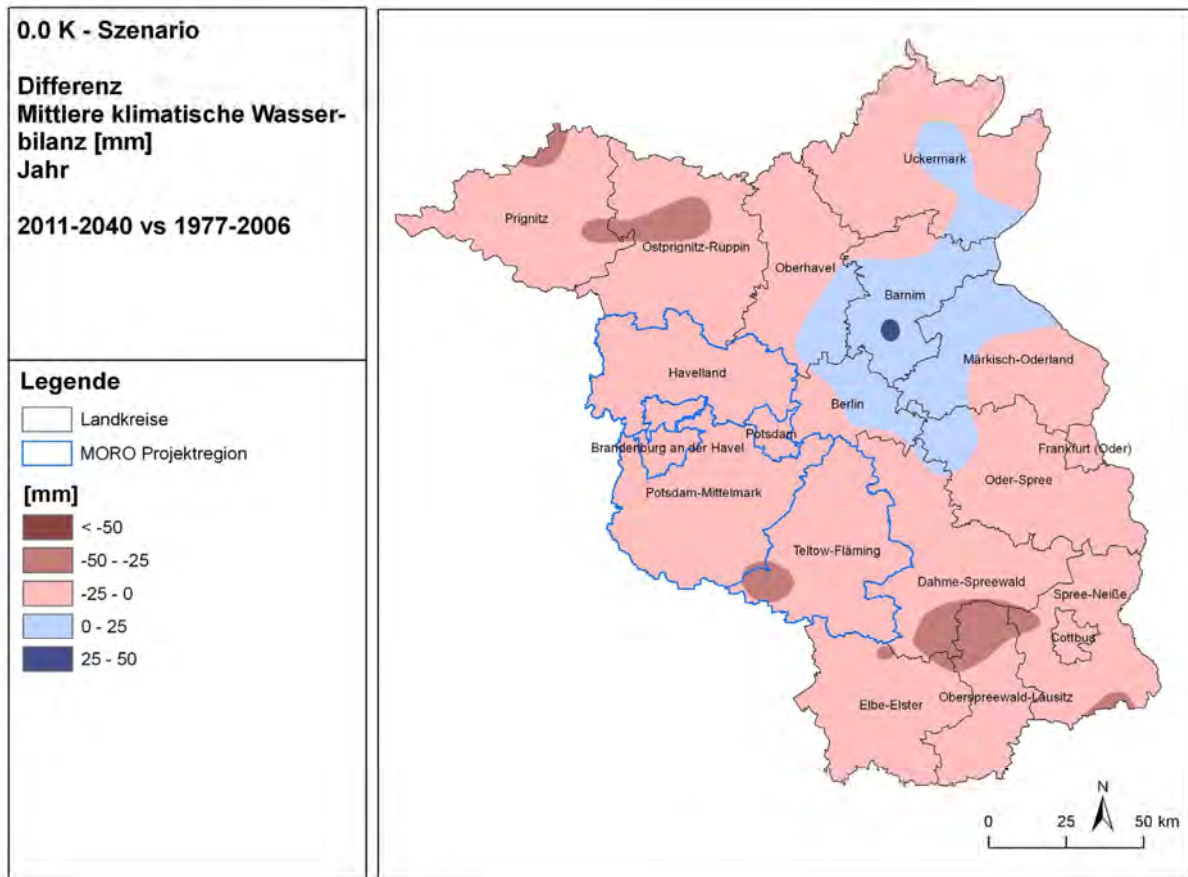 0.0 K - Szenario
Differenz
Mittlere klimatische Wasser-
bilanz [mm]
Jahr
2011-2040 vs 1977-2006
Legende
Landkreise
MORO Projektregion
[mm]
< -50
-50 - -25
-25 - 0
0 - 25
25 - 50
Uckermark
Prignitz
Ostprignitz-Ruppin
Oberhavel
Barnim
Märkisch-Oderland
Havelland
Berlin
Potsdam
Brandenburg an der Havel
Frankfurt (Oder)
Oder-Spree
Potsdam-Mittelmark
Teltow-Fläming
Dahme-Spreewald
Spree-Neiße
Cottbus
Oberspreewald-Lausitz
Elbe-Elster
N
0 25 50 km